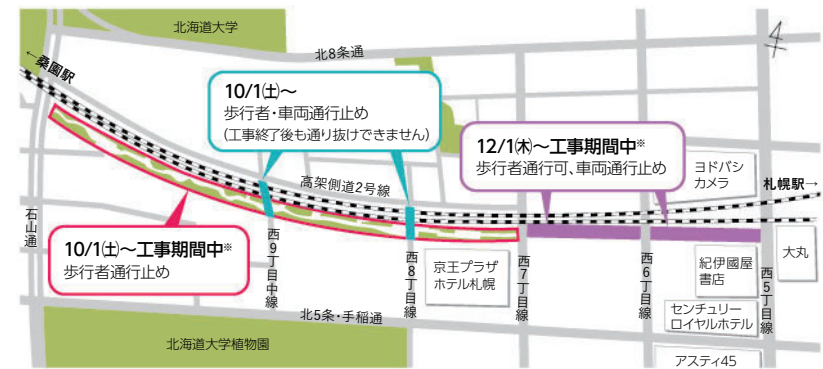 北海道大学
北8条通
←桑園駅
10/1㈯〜
歩行者・車両通行止め
(工事終了後も通り抜けできません)
12/1㈭〜工事期間中※
歩行者通行可、車両通行止め
ヨドバシ
カメラ
札幌駅→
高架側道2号線
石山通
10/1㈯〜工事期間中※
歩行者通行止め
西9丁目中線
西8丁目線
京王プラザ
ホテル札幌
西7丁目線
西6丁目線
紀伊國屋
書店
西5丁目線
大丸
北5条・手稲通
センチュリー
ロイヤルホテル
北海道大学植物園
アスティ45